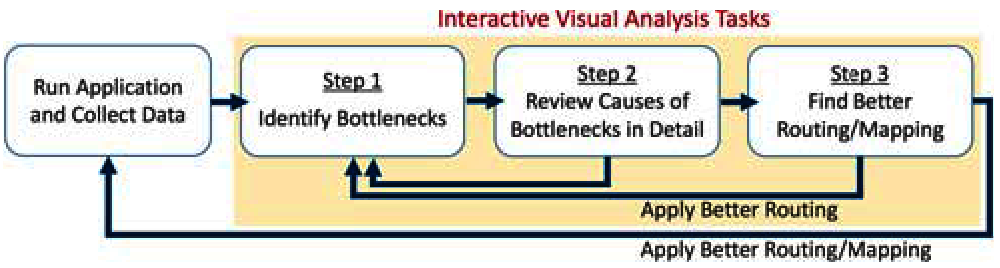 Interactive Visual Analysis Tasks
Run Application
and Collect Data
Step 1
Identify Bottlenecks
Step 2
Review Causes of
Bottlenecks in Detail
Step 3
Find Better
Routing/Mapping
Apply Better Routing
Apply Better Routing/Mapping